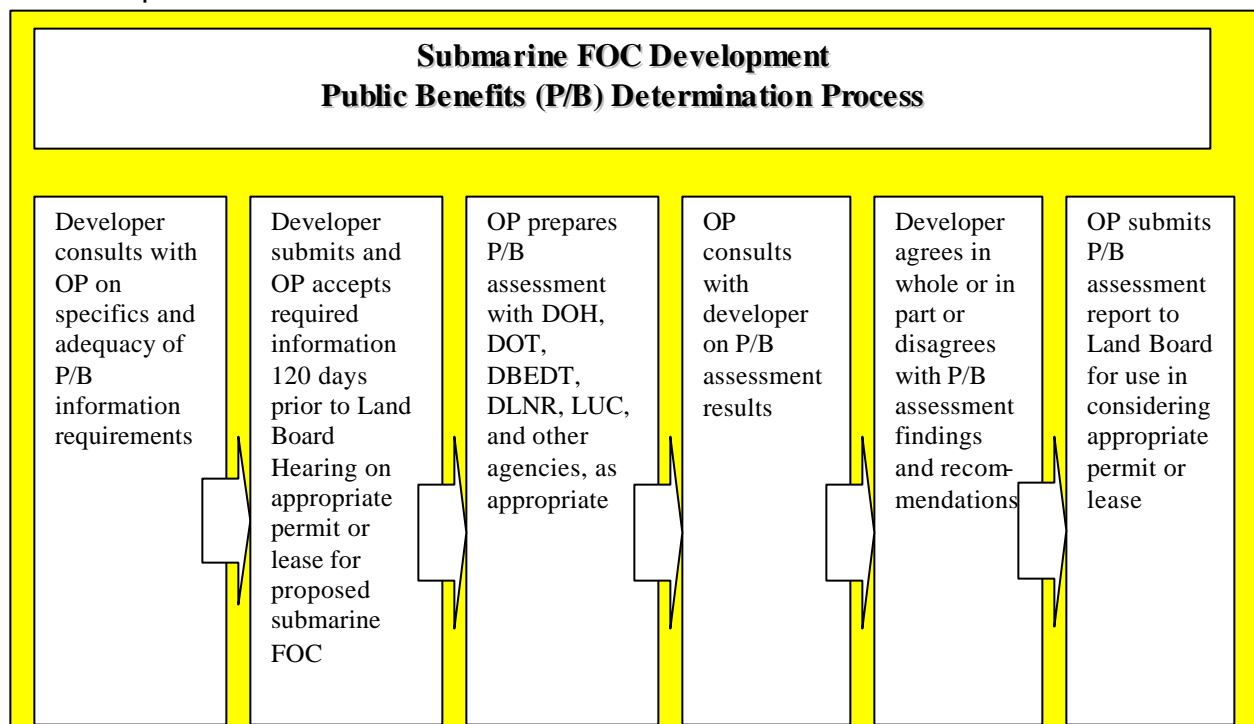 Submarine FOC Development
Public Benefits (P/B) Determination Process
Developer
consults with
OP on
specifics and
adequacy of
P/B
information
requirements
Developer
submits and
OP accepts
required
information
120 days
prior to Land
Board
Hearing on
appropriate
permit or
lease for
proposed
submarine
FOC
OP prepares
P/B
assessment
with DOH,
DOT,
DBEDT,
DLNR, LUC,
and other
agencies, as
appropriate
OP
consults
with
developer
on P/B
assessment
results
Developer
agrees in
whole or in
part or
disagrees
with P/B
assessment
findings
and recom-
mendations
OP submits
P/B
assessment
report to
Land Board
for use in
considering
appropriate
permit or
lease